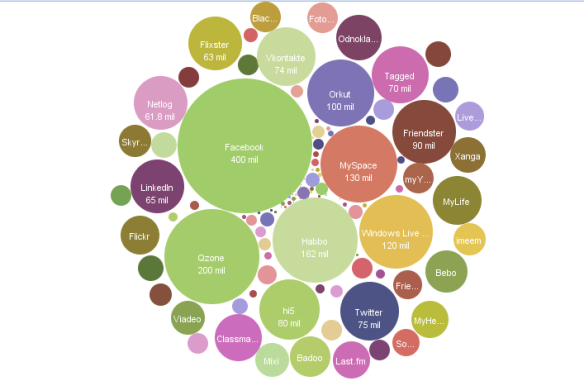 Blac...
Foto...
Flixster
63 mil
Odnokla...
Vkontakte
74 mil
Tagged
70 mil
Orkut
100 mil
Netlog
61.8 mil
Live...
Friendster
90 mil
Skyr...
Facebook
400 mil
Xanga
MySpace
130 mil
myY...
LinkedIn
65 mil
MyLife
Flickr
Habbo
162 mil
Windows Live ...
120 mil
imeem
Qzone
200 mil
Bebo
Frie...
hi5
80 mil
Twitter
75 mil
Viadeo
MyHe...
Classma...
So...
Mixi
Badoo
Last.fm